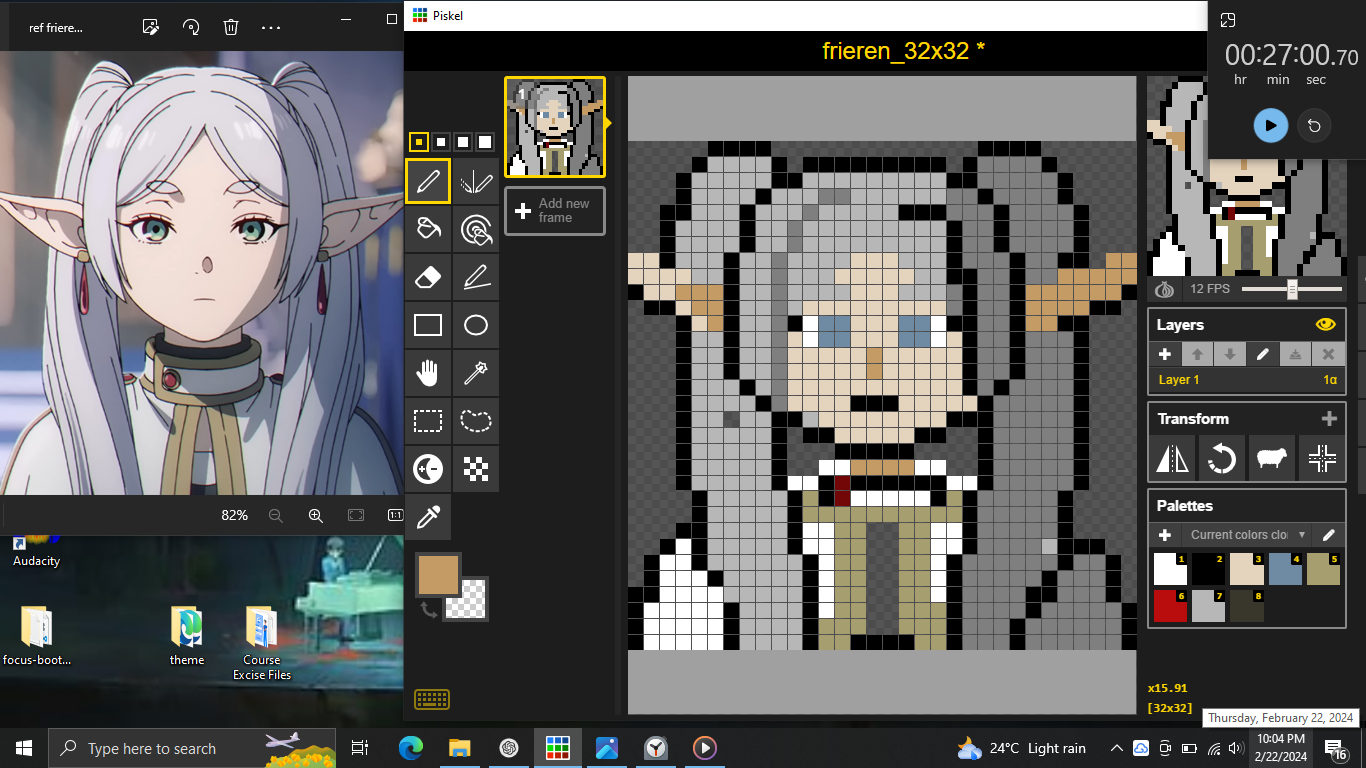 ref friere...
Piskel
frieren_32x32 *
00:27:00.70
hr min sec
1
Add new
frame
12 FPS
Layers
Layer 1
1α
Transform
Palettes
Current colors clo
1 2 3 4 5
6 7 8
82%
1:1
Audacity
focus-boot...
theme
Course
Excise Files
x15.91
[32x32]
Thursday, February 22, 2024
Type here to search
24°C Light rain
10:04 PM
2/22/2024
16